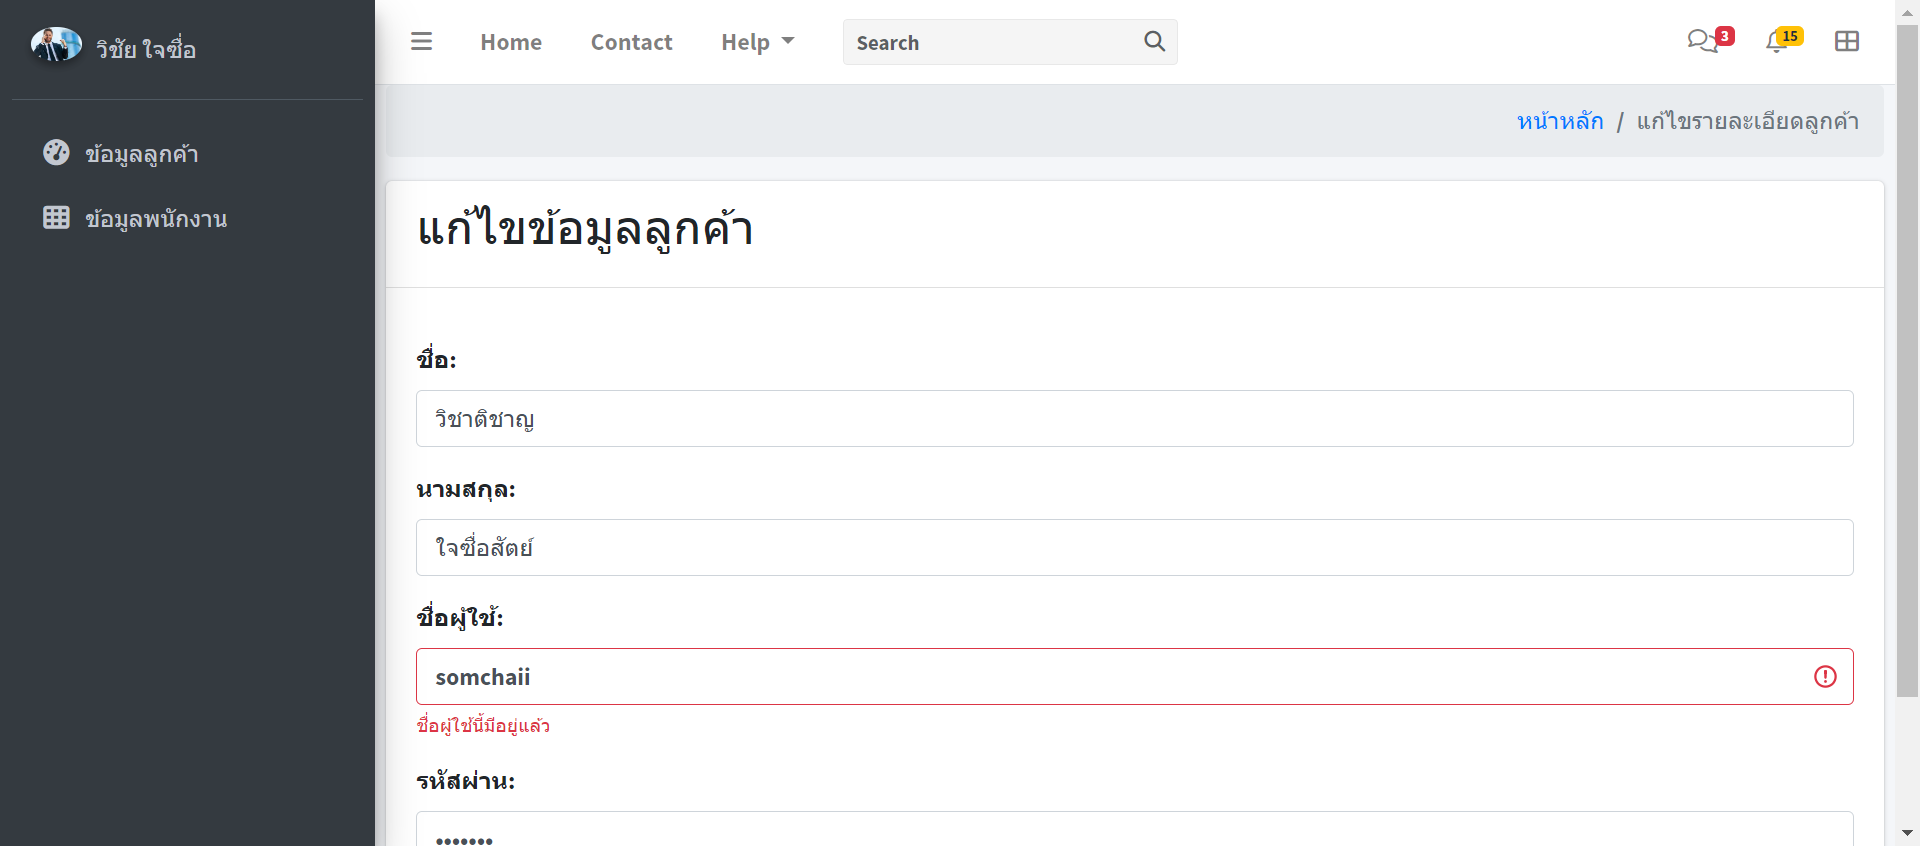 วิชัย ใจซื่อ
ข้อมูลลูกค้า
ข้อมูลพนักงาน
Home
Contact
Help
Search
3
15
หน้าหลัก / แก้ไขรายละเอียดลูกค้า
แก้ไขข้อมูลลูกค้า
ชื่อ:
วิชาติชาญ
นามสกุล:
ใจซื่อสัตย์
ชื่อผู้ใช้:
somchaii
ชื่อผู้ใช้นี้มีอยู่แล้ว
รหัสผ่าน:
•••••••